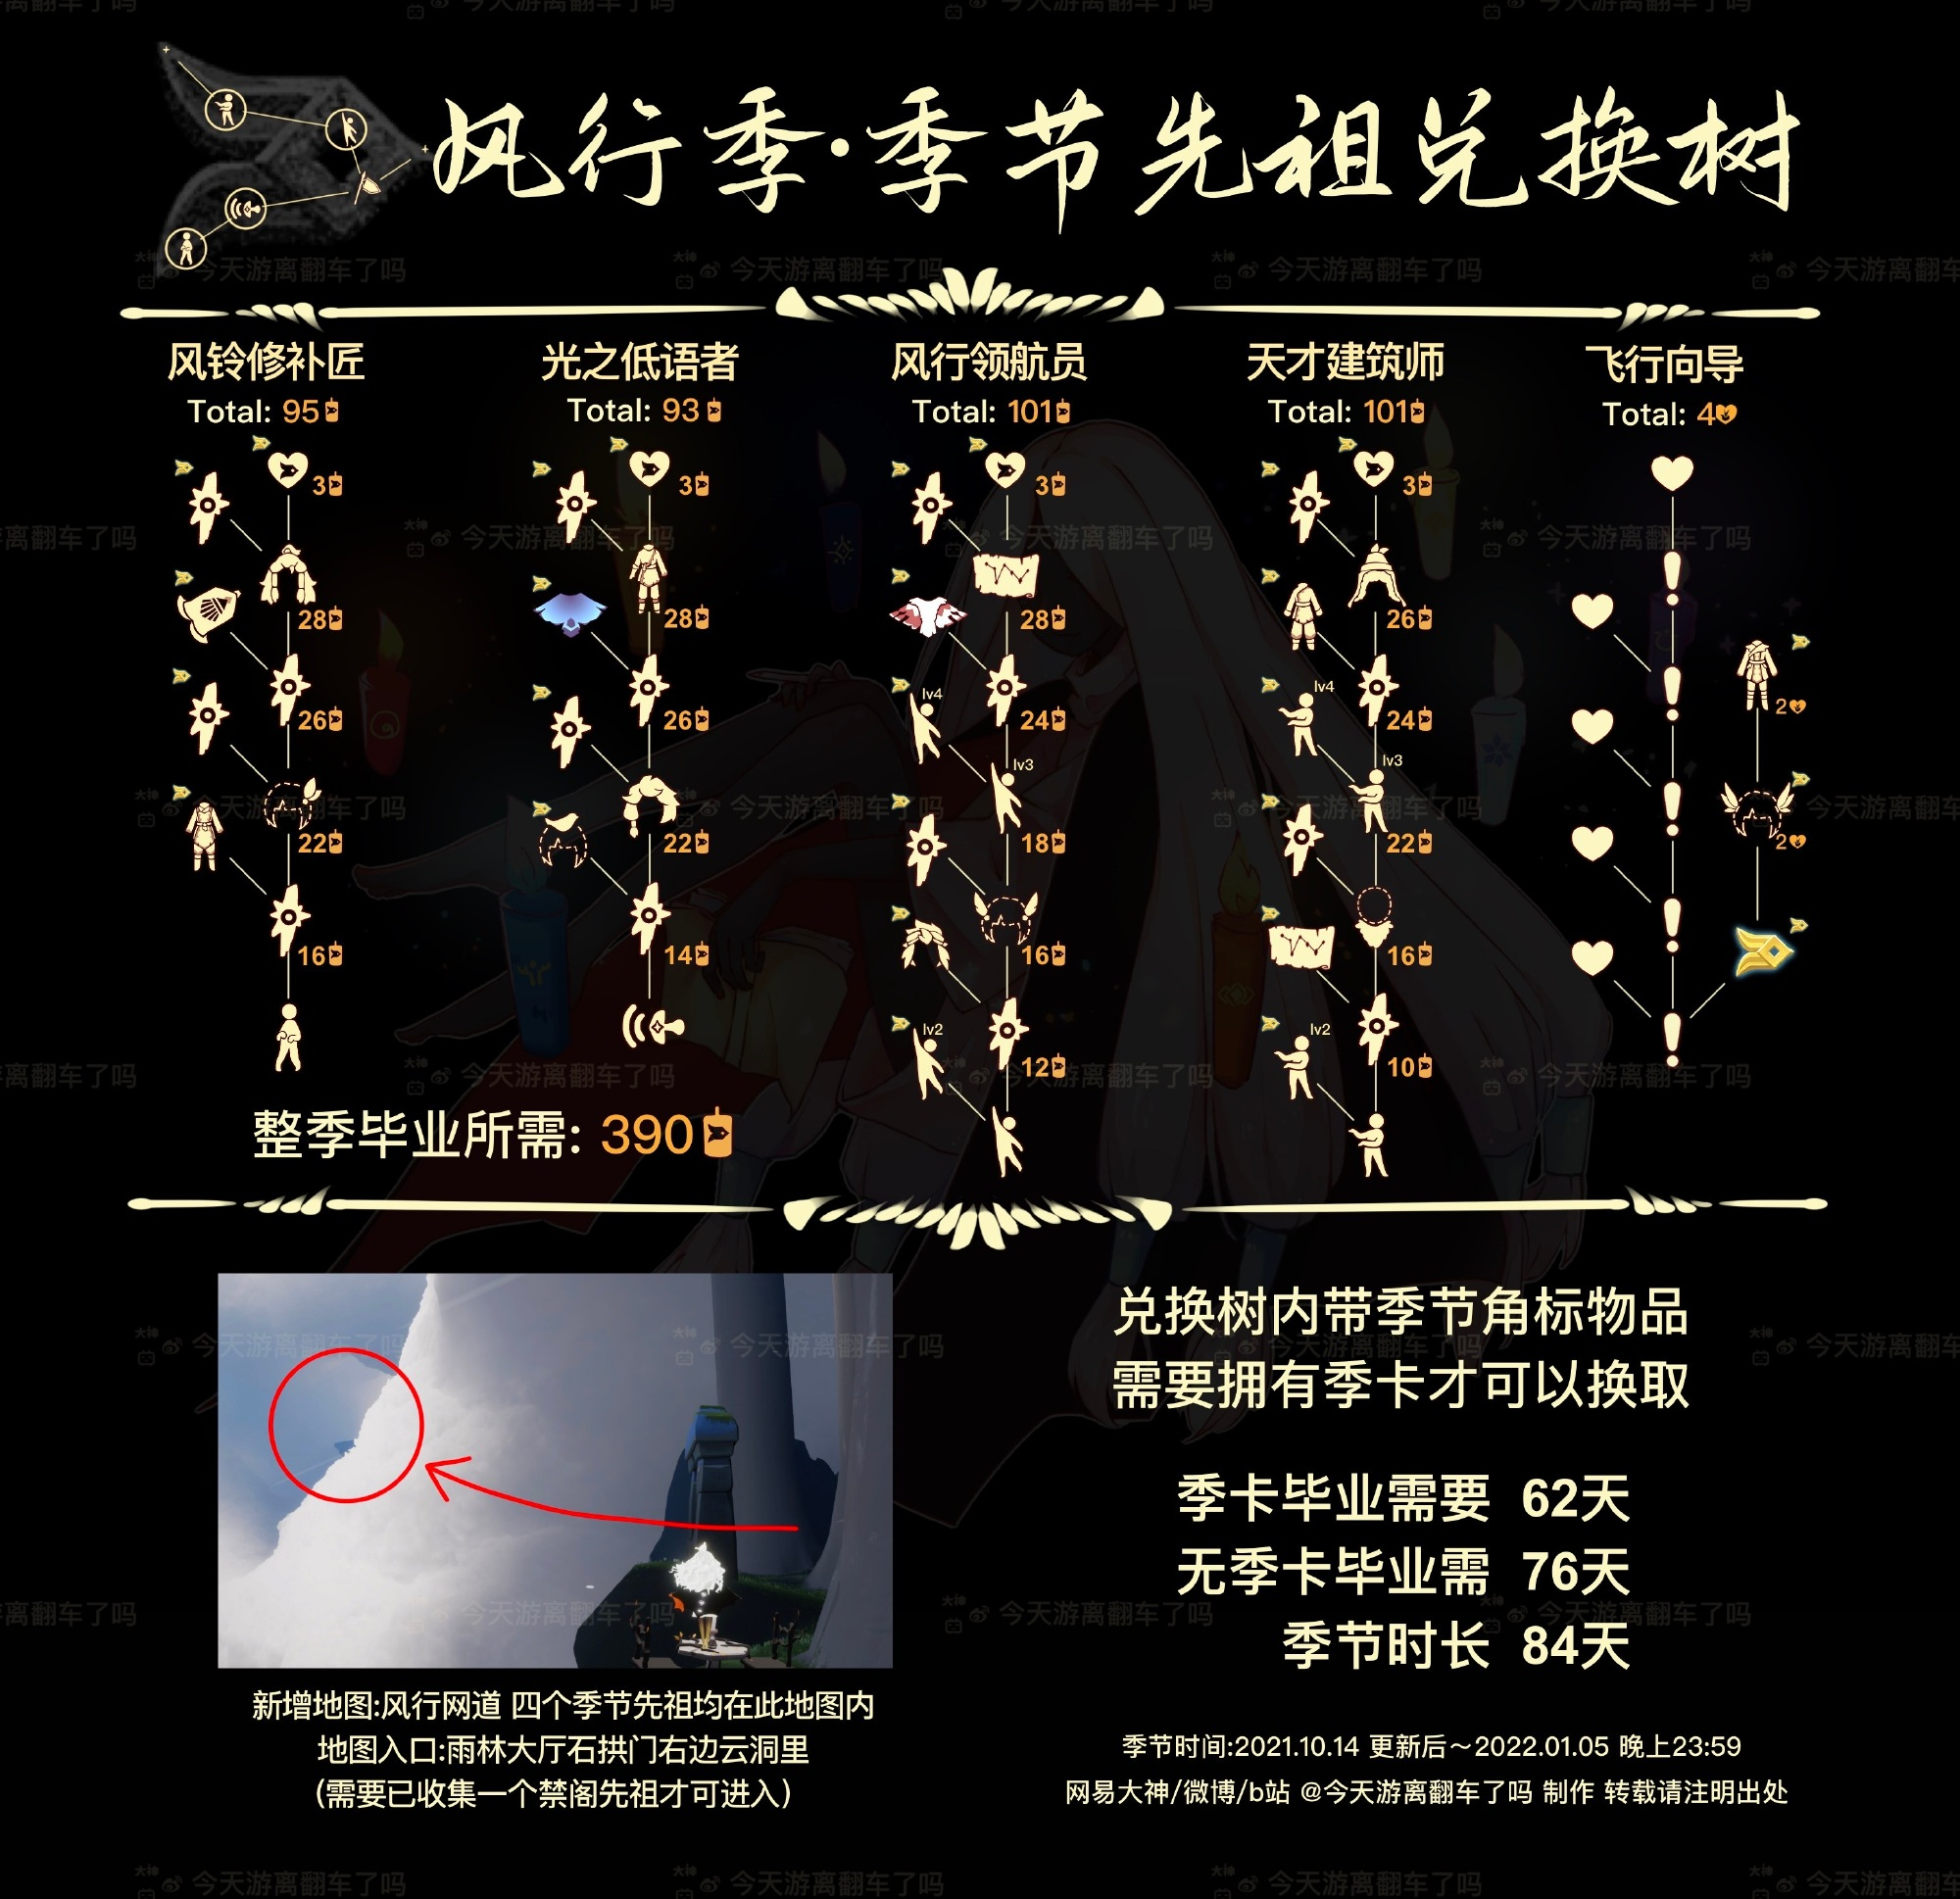 风行季·季节先祖兑换树
风铃修补匠
Total: 95
3
28
26
22
16
光之低语者
Total: 93
3
28
26
22
14
风行领航员
Total: 101
3
28
lv4
24
lv3
18
16
lv2
12
天才建筑师
Total: 101
3
26
lv4
24
lv3
22
16
lv2
10
飞行向导
Total: 4
2
2
整季毕业所需: 390
兑换树内带季节角标物品
需要拥有季卡才可以换取
季卡毕业需要 62天
无季卡毕业需 76天
季节时长 84天
新增地图:风行网道 四个季节先祖均在此地图内
地图入口:雨林大厅石拱门右边云洞里
(需要已收集一个禁阁先祖才可进入)
季节时间:2021.10.14 更新后～2022.01.05 晚上23:59
网易大神/微博/b站 @今天游离翻车了吗 制作 转载请注明出处
大神 今天游离翻车了吗